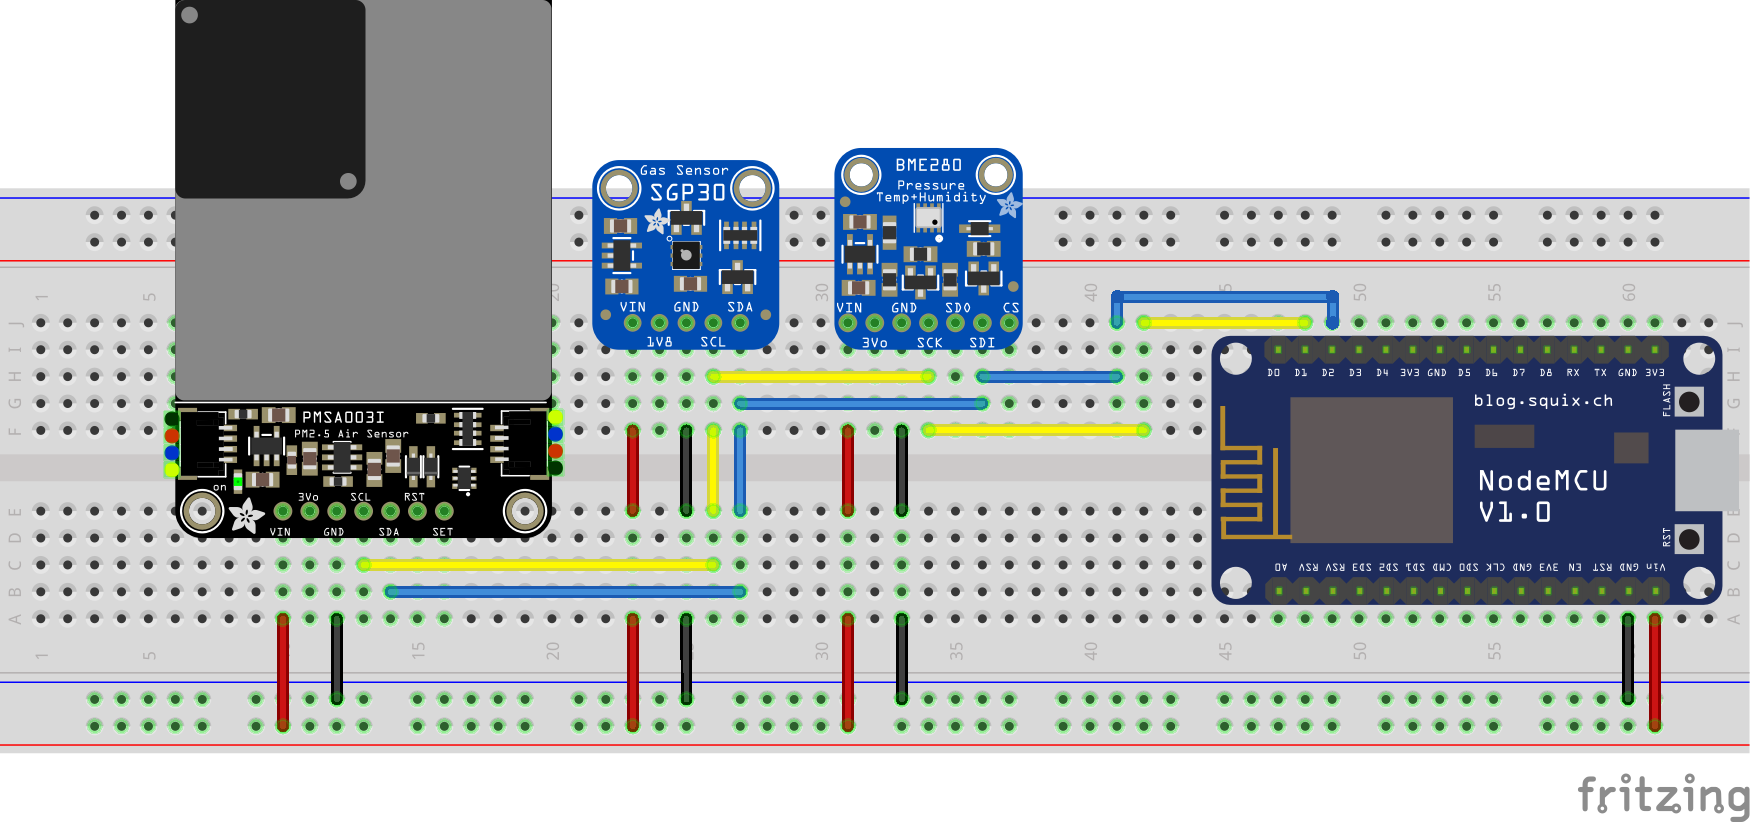 Gas Sensor
SGP30
VIN GND SDA
1V8 SCL
BME280
Pressure
Temp+Humidity
VIN GND SDO CS
3Vo SCK SDI
1 5 20 30 40 5 50 55 60
J J
I I
H H
G G
F
PMSA003I
PM2.5 Air Sensor
on
3Vo SCL RST
VIN GND SDA SET
D0 D1 D2 D3 D4 3V3 GND D5 D6 D7 D8 RX TX GND 3V3
FLASH
blog.squix.ch
NodeMCU
V1.0
RST
A0 RSV RSV SD3 SD2 SD1 CMD SD0 CLK GND 3V3 EN RST GND Vin
E E
D D
C C
B B
A A
1 5 15 20 30 35 40 45 50 55 60
fritzing